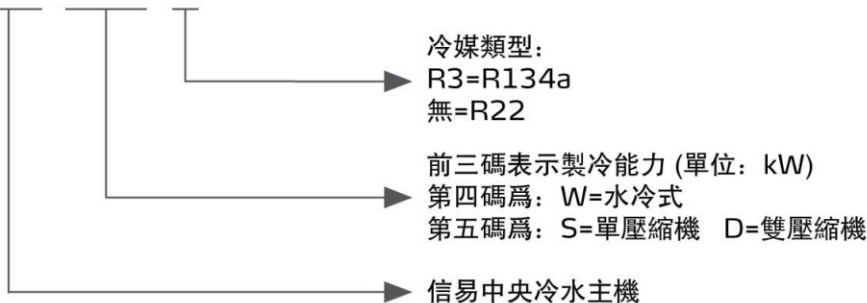 冷媒類型：
R3=R134a
無=R22
前三碼表示製冷能力 (單位：kW)
第四碼爲：W=水冷式
第五碼爲：S=單壓縮機 D=雙壓縮機
信易中央冷水主機